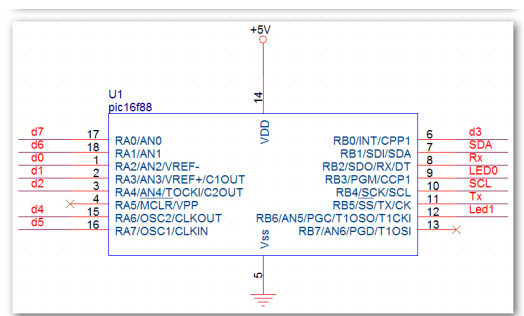 +5V
U1
pic16f88
14
VDD
d7 17 RA0/AN0 RB0/INT/CPP1 6 d3
d6 18 RA1/AN1 RB1/SDI/SDA 7 SDA
d0 1 RA2/AN2/VREF- RB2/SDO/RX/DT 8 Rx
d1 2 RA3/AN3/VREF+/C1OUT RB3/PGM/CCP1 9 LED0
d2 3 RA4/AN4/TOCKI/C2OUT RB4/SCK/SCL 10 SCL
4 RA5/MCLR/VPP RB5/SS/TX/CK 11 Tx
d4 15 RA6/OSC2/CLKOUT RB6/AN5/PGC/T1OSO/T1CKI 12 Led1
d5 16 RA7/OSC1/CLKIN RB7/AN6/PGD/T1OSI 13
Vss
5